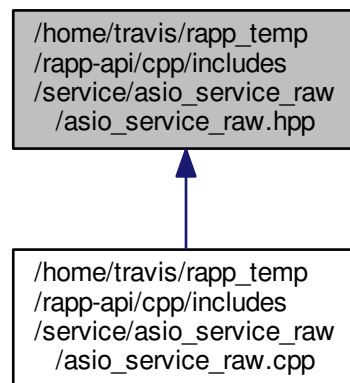 /home/travis/rapp_temp
/rapp-api/cpp/includes
/service/asio_service_raw
/asio_service_raw.hpp
/home/travis/rapp_temp
/rapp-api/cpp/includes
/service/asio_service_raw
/asio_service_raw.cpp